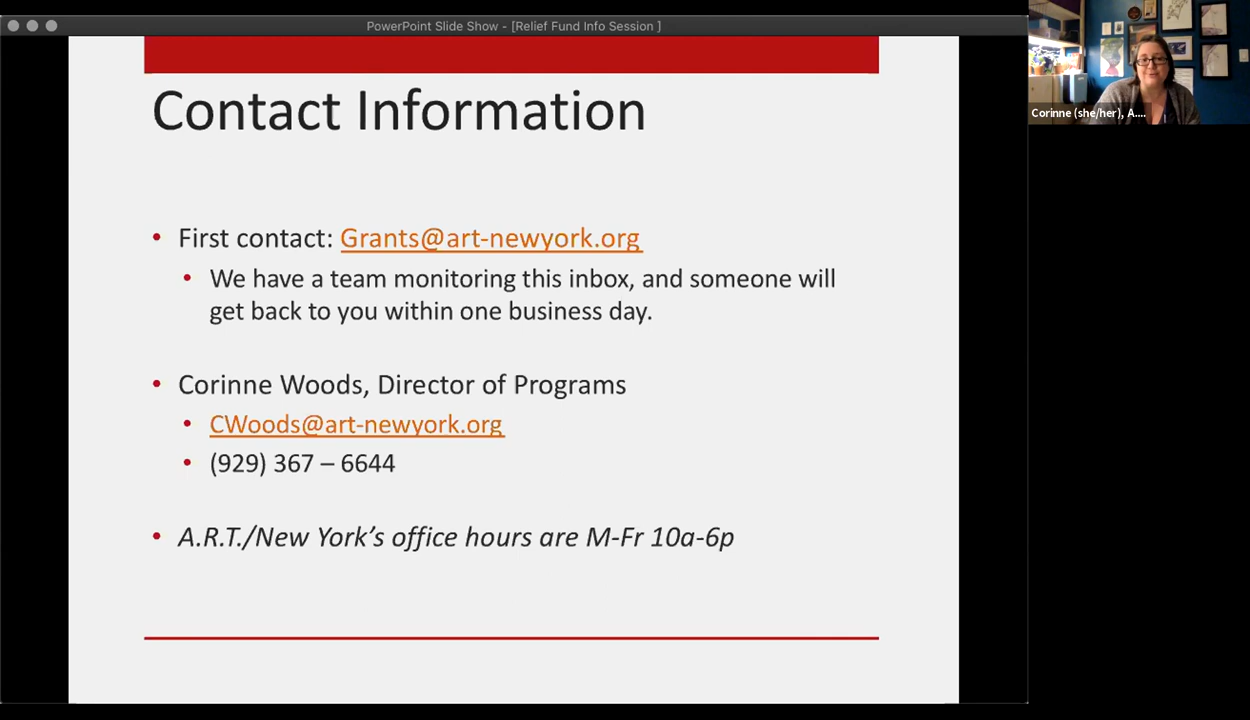 PowerPoint Slide Show - [Relief Fund Info Session ]
Contact Information
• First contact: Grants@art-newyork.org
• We have a team monitoring this inbox, and someone will
get back to you within one business day.
• Corinne Woods, Director of Programs
• CWoods@art-newyork.org
• (929) 367 – 6644
• A.R.T./New York’s office hours are M-Fr 10a-6p
Corinne (she/her), A....